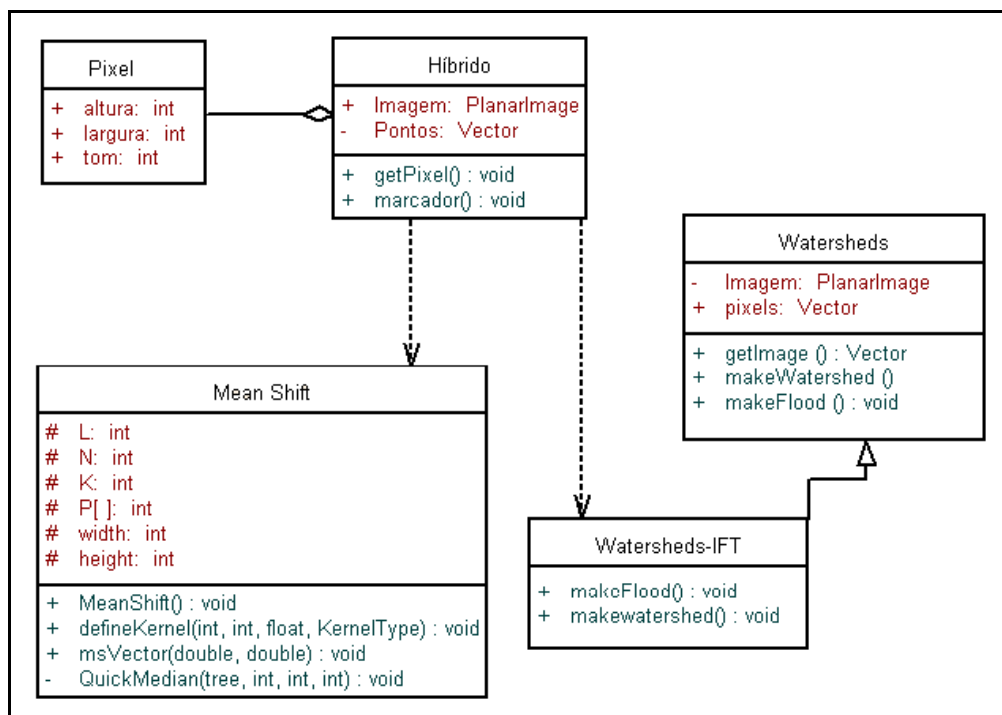 Pixel
+ altura: int
+ largura: int
+ tom: int
Híbrido
+ Imagem: PlanarImage
- Pontos: Vector
+ getPixel() : void
+ marcador() : void
Watersheds
- Imagem: PlanarImage
+ pixels: Vector
+ getImage () : Vector
+ makeWatershed ()
+ makeFlood () : void
Mean Shift
# L: int
# N: int
# K: int
# P[ ]: int
# width: int
# height: int
+ MeanShift() : void
+ defineKernel(int, int, float, KernelType) : void
+ msVector(double, double) : void
- QuickMedian(tree, int, int, int) : void
Watersheds-IFT
+ makeFlood() : void
+ makewatershed() : void